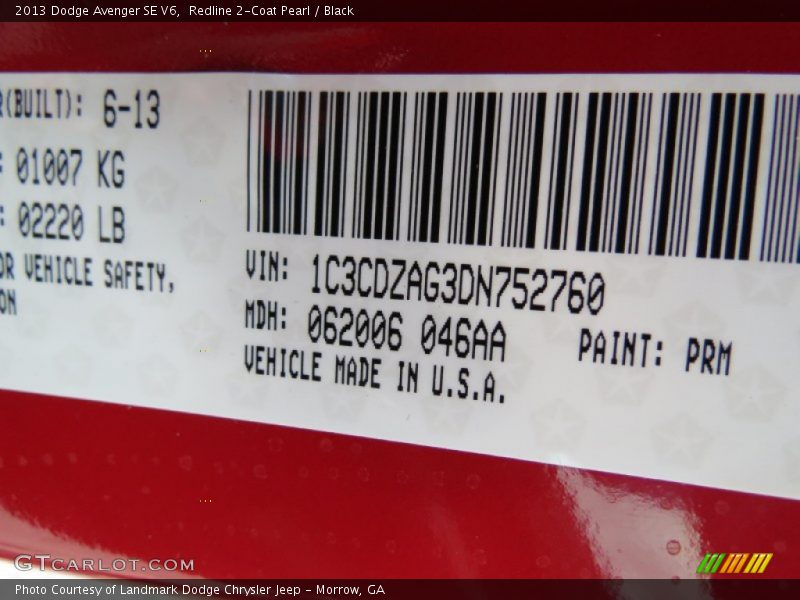 2013 Dodge Avenger SE V6,  Redline 2-Coat Pearl / Black
R(BUILT): 6-13
: 01007 KG
: 02220 LB
OR VEHICLE SAFETY,
ON
VIN: 1C3CDZAG3DN752760
MDH: 062006 046AA PAINT: PRM
VEHICLE MADE IN U.S.A.
GTCARLOT.COM
Photo Courtesy of Landmark Dodge Chrysler Jeep - Morrow, GA